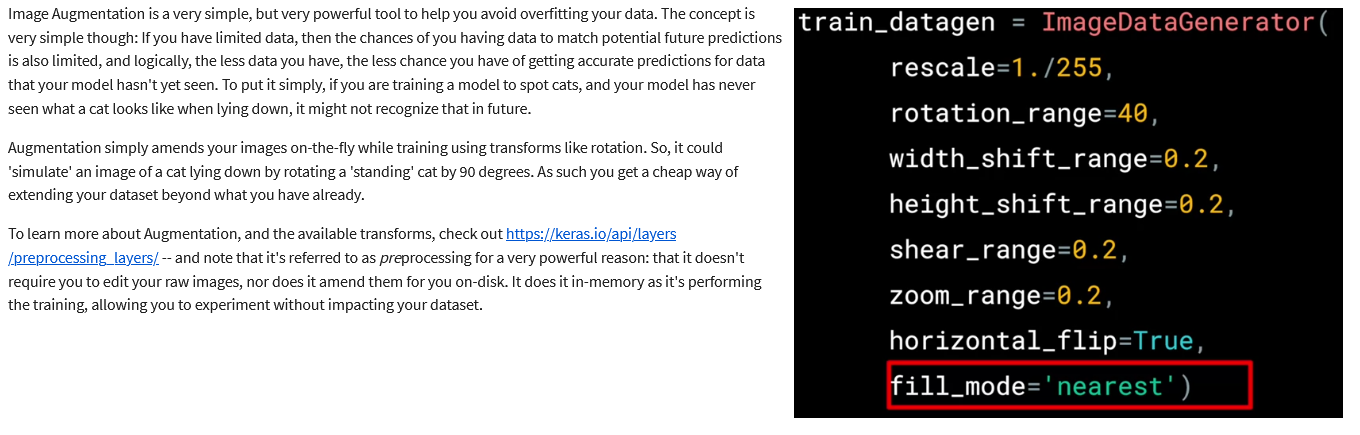 Image Augmentation is a very simple, but very powerful tool to help you avoid overfitting your data. The concept is
very simple though: If you have limited data, then the chances of you having data to match potential future predictions
is also limited, and logically, the less data you have, the less chance you have of getting accurate predictions for data
that your model hasn't yet seen. To put it simply, if you are training a model to spot cats, and your model has never
seen what a cat looks like when lying down, it might not recognize that in future.
Augmentation simply amends your images on-the-fly while training using transforms like rotation. So, it could
'simulate' an image of a cat lying down by rotating a 'standing' cat by 90 degrees. As such you get a cheap way of
extending your dataset beyond what you have already.
To learn more about Augmentation, and the available transforms, check out https://keras.io/api/layers
/preprocessing_layers/ -- and note that it's referred to as preprocessing for a very powerful reason: that it doesn't
require you to edit your raw images, nor does it amend them for you on-disk. It does it in-memory as it's performing
the training, allowing you to experiment without impacting your dataset.
train_datagen = ImageDataGenerator(
rescale=1./255,
rotation_range=40,
width_shift_range=0.2,
height_shift_range=0.2,
shear_range=0.2,
zoom_range=0.2,
horizontal_flip=True,
fill_mode='nearest')